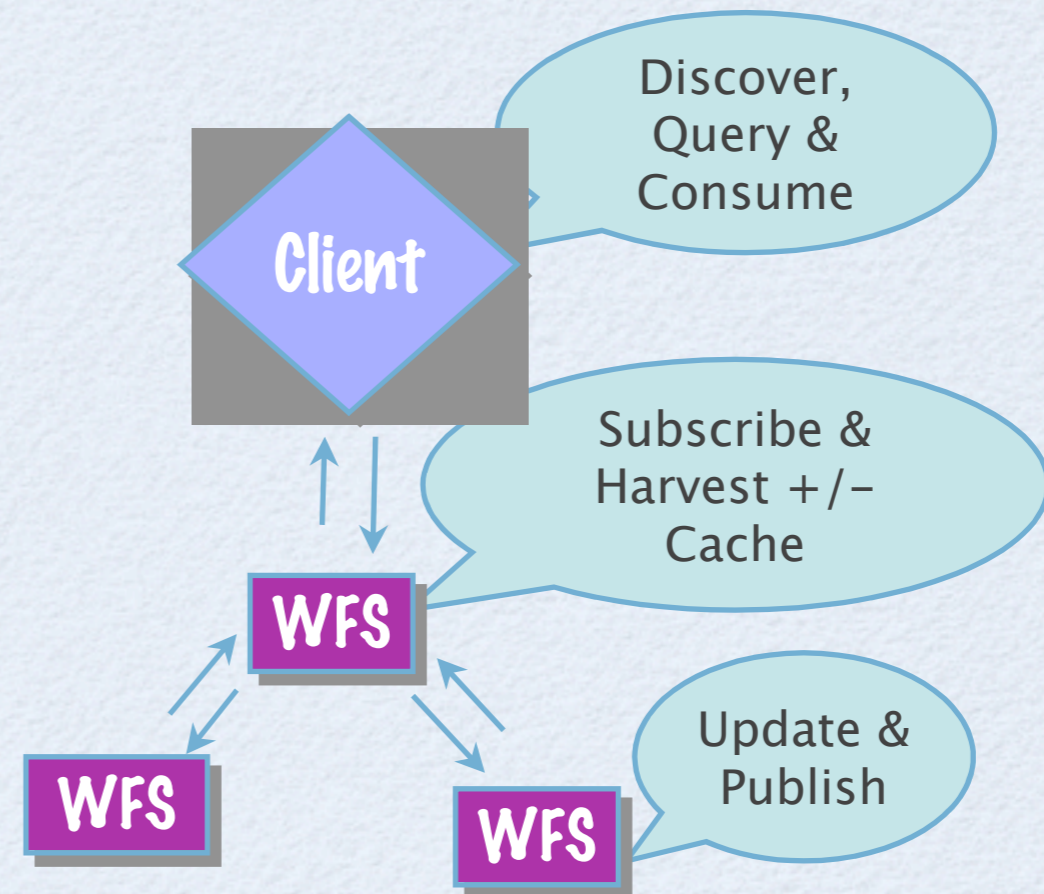 Discover,
Query &
Consume
Client
Subscribe &
Harvest +/-
Cache
WFS
Update &
Publish
WFS
WFS